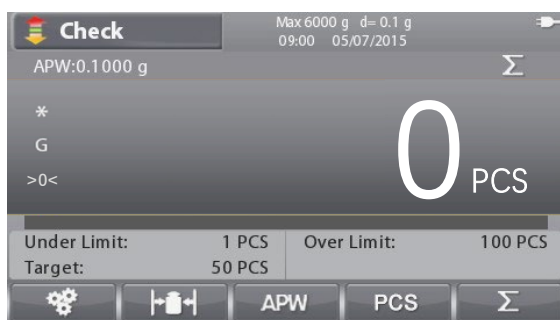 Check
Max 6000 g d= 0.1 g
09:00 05/07/2015
APW:0.1000 g
Σ
*
G
>0<
0 PCS
Under Limit: 1 PCS Over Limit: 100 PCS
Target: 50 PCS
APW PCS Σ